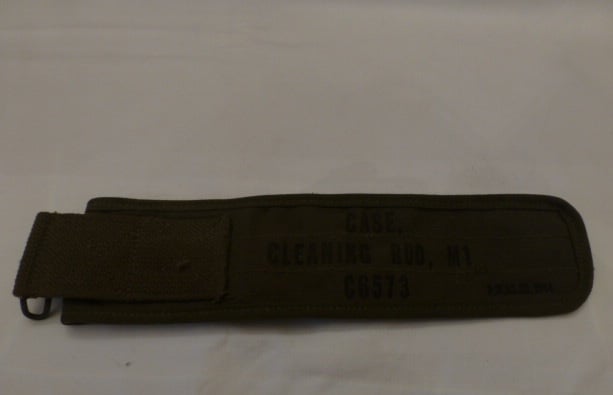 CASE,
CLEANING ROD, M1
C6573